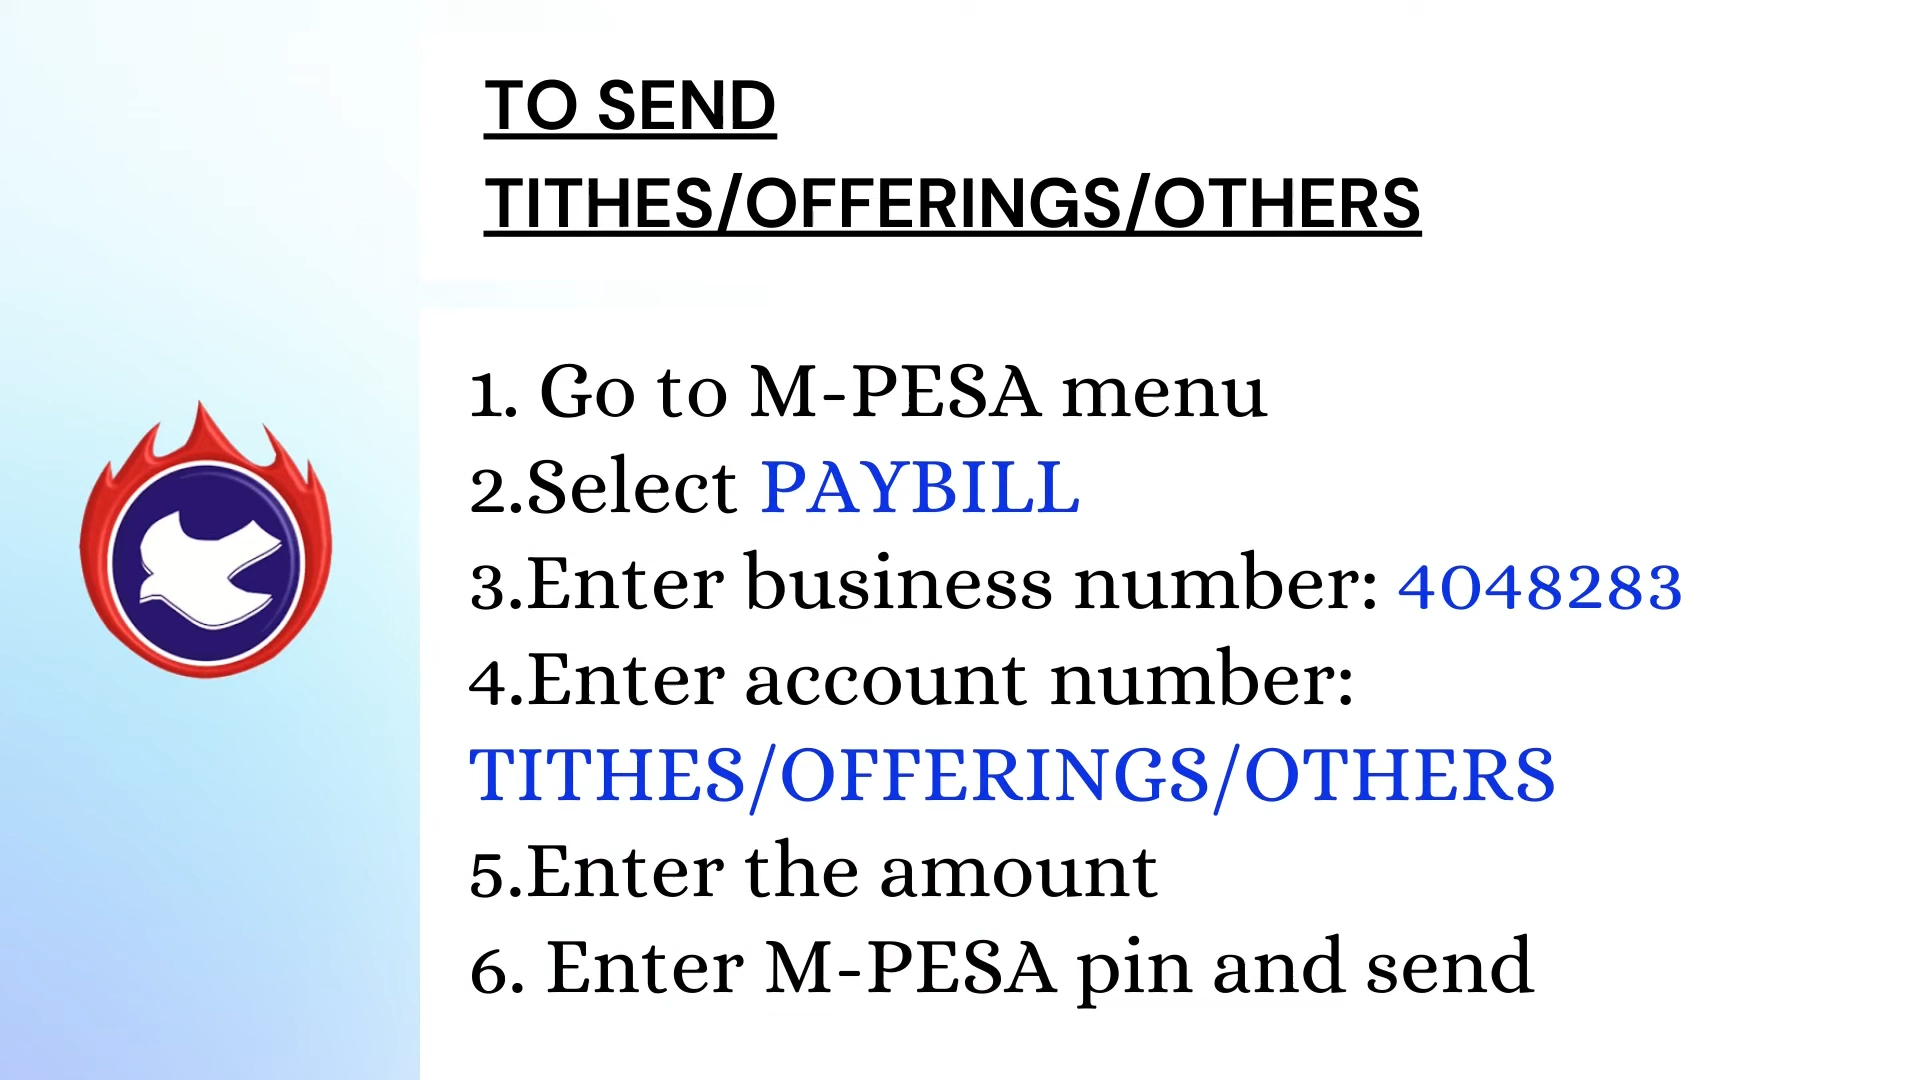 TO SEND
TITHES/OFFERINGS/OTHERS
1. Go to M-PESA menu
2.Select PAYBILL
3.Enter business number: 4048283
4.Enter account number:
TITHES/OFFERINGS/OTHERS
5.Enter the amount
6. Enter M-PESA pin and send